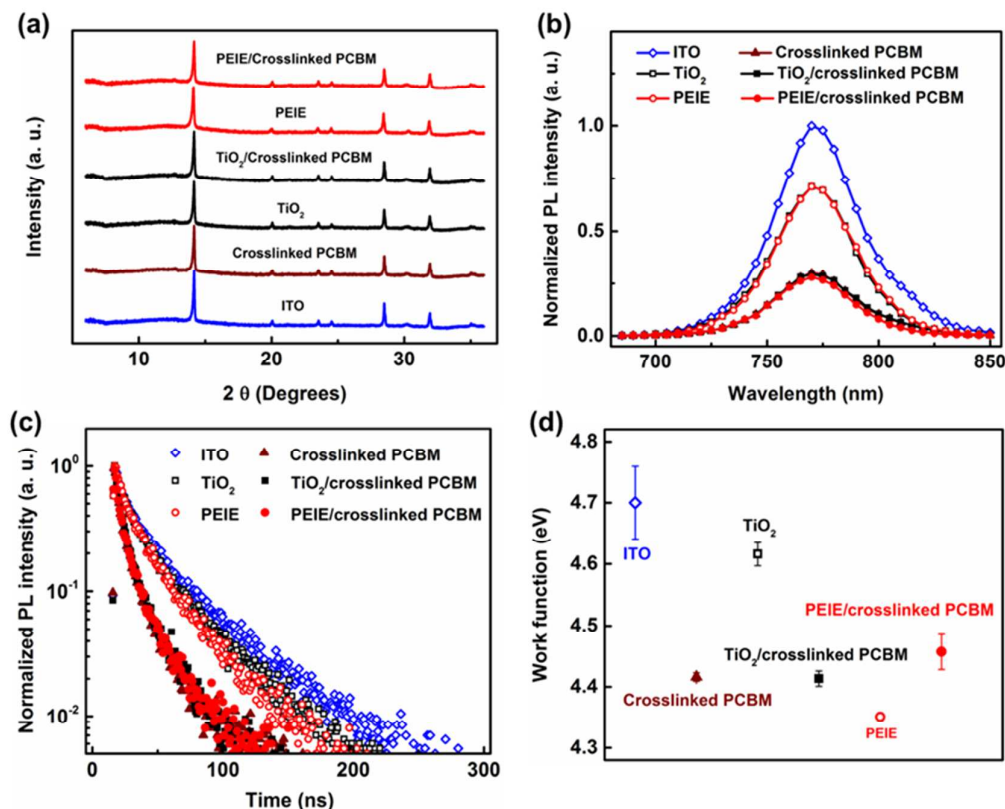 (a)
PEIE/Crosslinked PCBM
PEIE
TiO₂/Crosslinked PCBM
TiO₂
Crosslinked PCBM
ITO
Intensity (a. u.)
10 20 30
2 θ (Degrees)
(b)
ITO Crosslinked PCBM
TiO₂ TiO₂/crosslinked PCBM
PEIE PEIE/crosslinked PCBM
Normalized PL intensity (a. u.)
1.0
0.5
0.0
700 750 800 850
Wavelength (nm)
(c)
ITO Crosslinked PCBM
TiO₂ TiO₂/crosslinked PCBM
PEIE PEIE/crosslinked PCBM
Normalized PL intensity (a. u.)
10⁰
10⁻¹
10⁻²
0 100 200 300
Time (ns)
(d)
Work function (eV)
4.8
4.7
4.6
4.5
4.4
4.3
ITO
TiO₂
PEIE/crosslinked PCBM
TiO₂/crosslinked PCBM
Crosslinked PCBM
PEIE